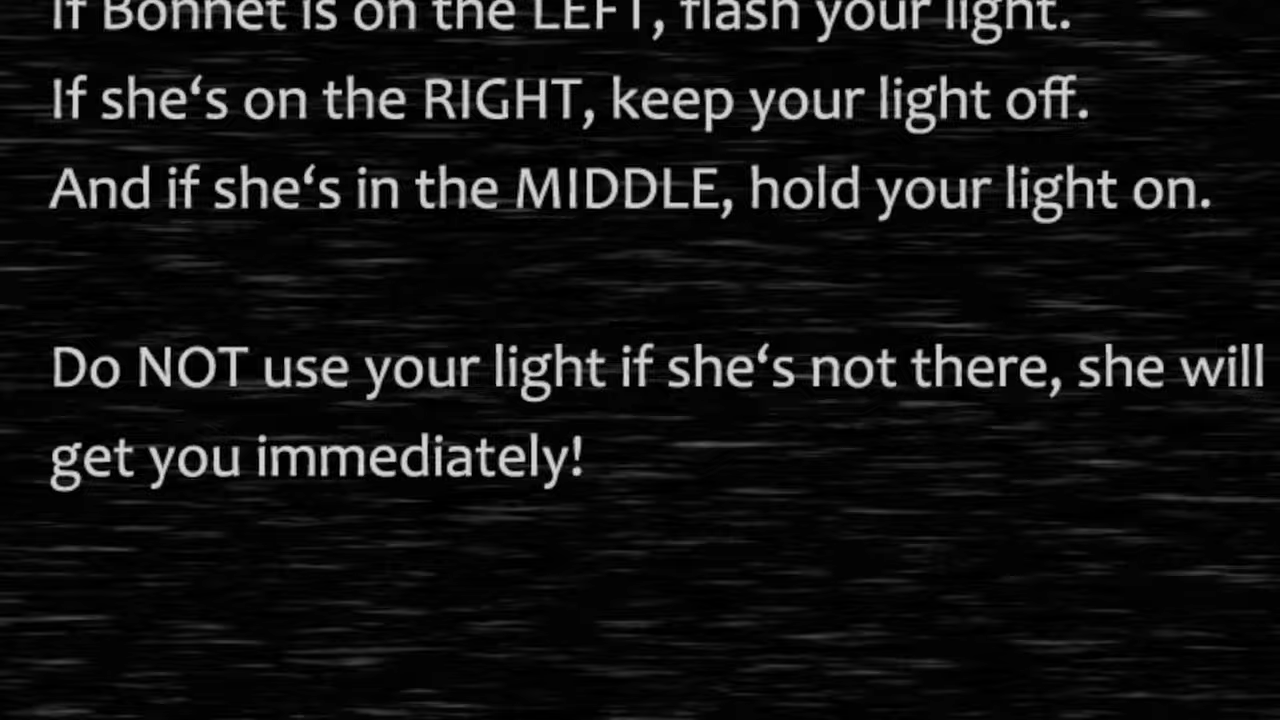 If Bonnet is on the LEFT, flash your light.
If she‘s on the RIGHT, keep your light off.
And if she‘s in the MIDDLE, hold your light on.
Do NOT use your light if she‘s not there, she will
get you immediately!